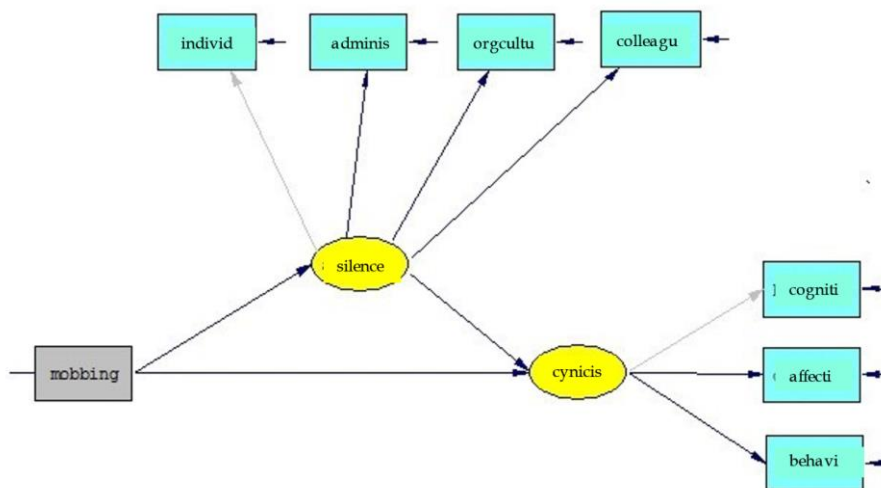 individ
adminis
orgcultu
colleagu
silence
cogniti
mobbing
cynicis
affecti
behavi